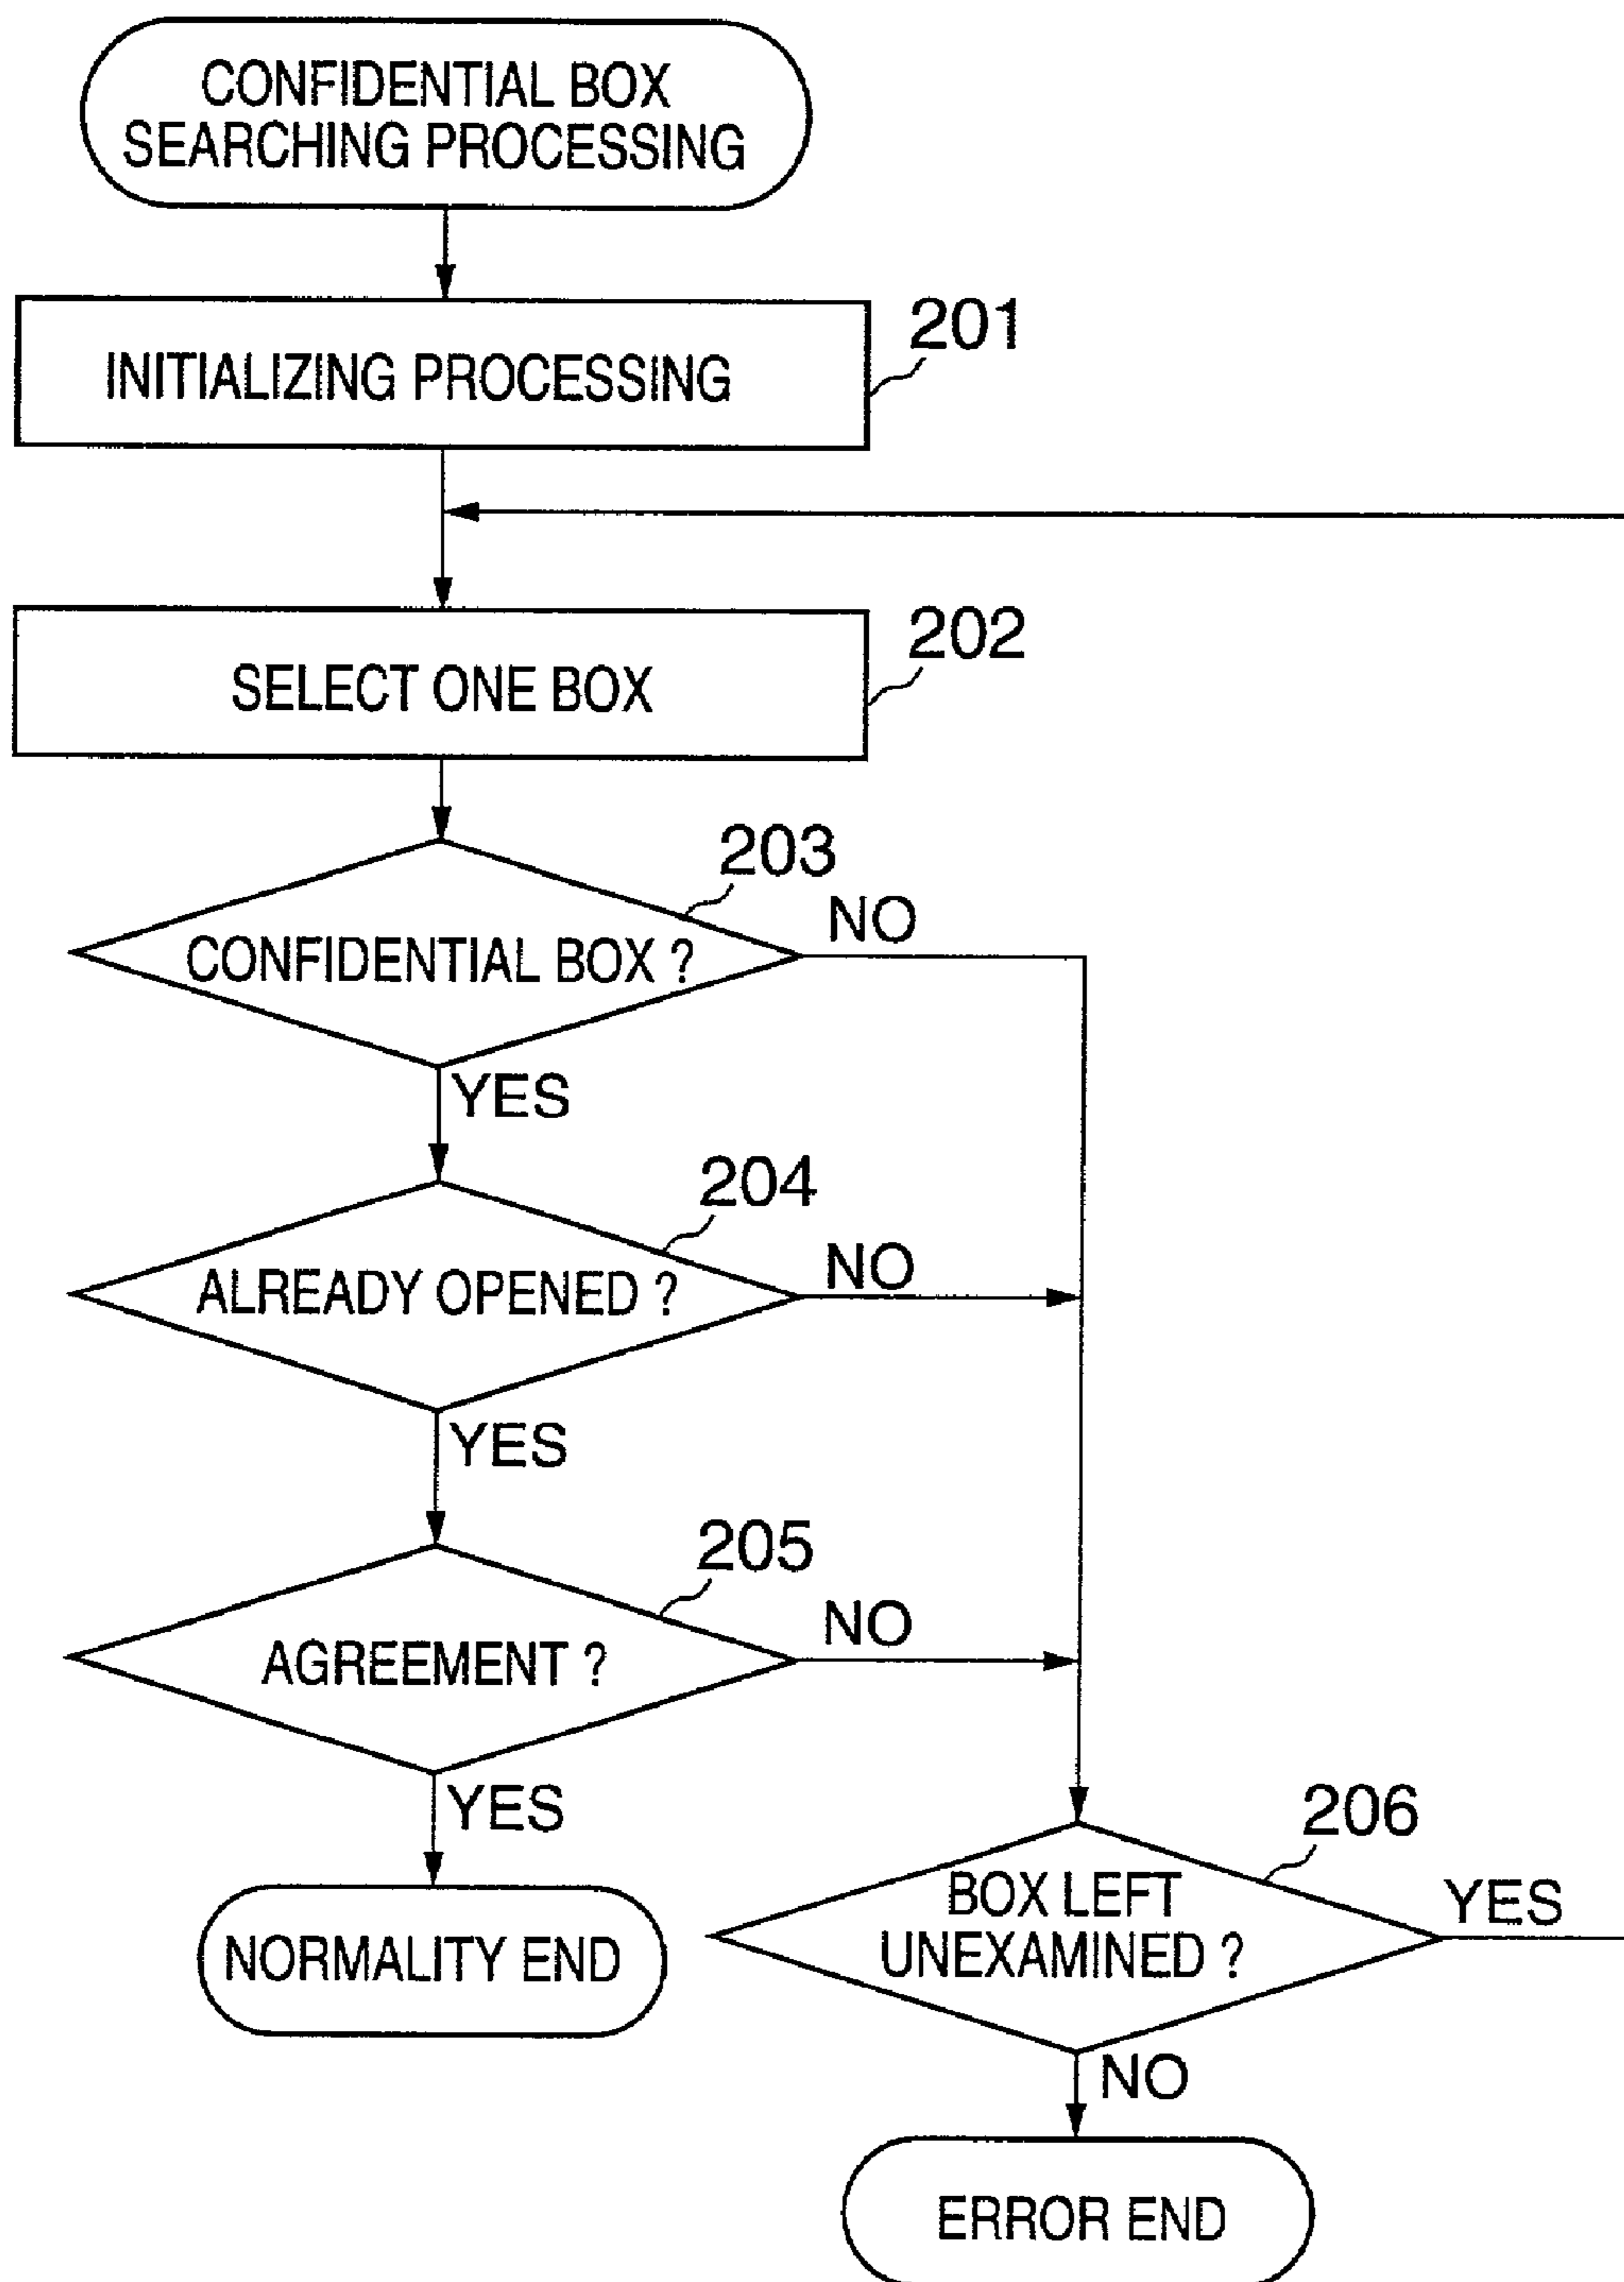 CONFIDENTIAL BOX
SEARCHING PROCESSING
201
INITIALIZING PROCESSING
202
SELECT ONE BOX
203
NO
CONFIDENTIAL BOX ?
YES
204
NO
ALREADY OPENED ?
YES
205
NO
AGREEMENT ?
YES
206
BOX LEFT
YES
UNEXAMINED ?
NORMALITY END
NO
ERROR END